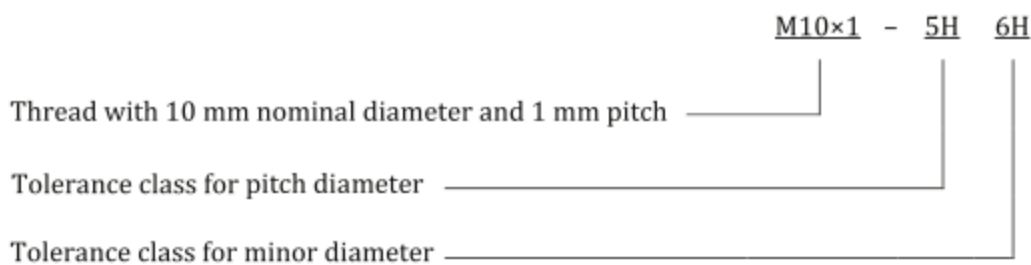 M10×1 – 5H 6H
Thread with 10 mm nominal diameter and 1 mm pitch
Tolerance class for pitch diameter
Tolerance class for minor diameter